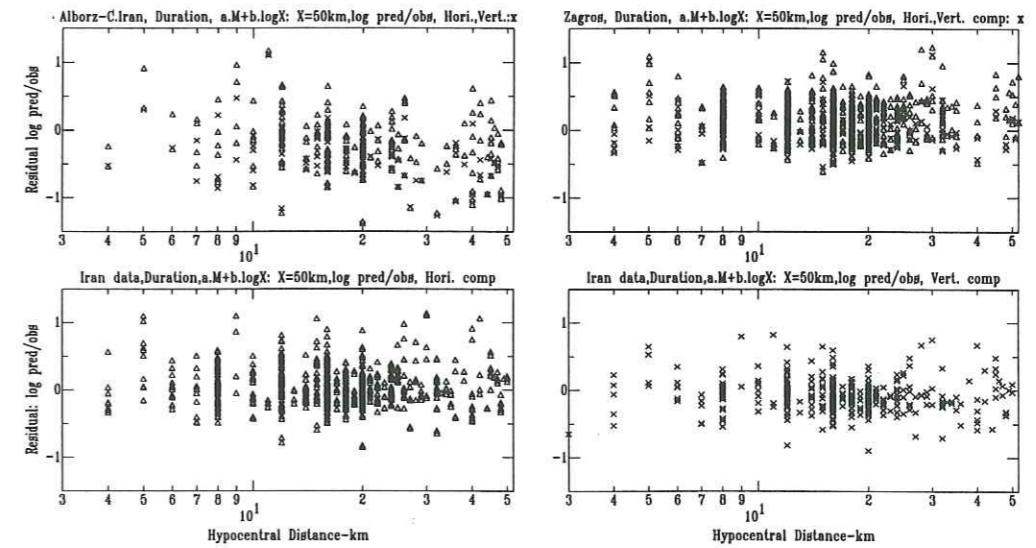 Alborz-C.Iran, Duration, a.M+b.logX: X=50km,log pred/obs, Hori.,Vert.:x
Residual log pred/obs
1
0
-1
3 4 5 6 7 8 9 10¹ 2 3 4 5
Zagros, Duration, a.M+b.logX: X=50km,log pred/obs, Hori.,Vert. comp: x
1
0
-1
3 4 5 6 7 8 9 10¹ 2 3 4 5
Iran data,Duration,a.M+b.logX: X=50km,log pred/obs, Hori. comp
Residual: log pred/obs
1
0
-1
3 4 5 6 7 8 9 10¹ 2 3 4 5
Hypocentral Distance-km
Iran data,Duration,a.M+b.logX: X=50km,log pred/obs, Vert. comp
1
0
-1
3 4 5 6 7 8 9 10¹ 2 3 4 5
Hypocentral Distance-km